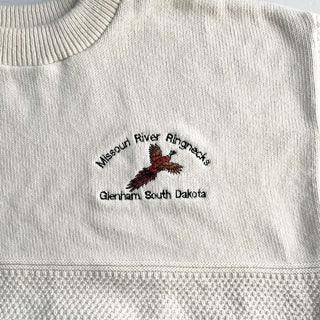 Missouri River Ringnecks
Glenham, South Dakota